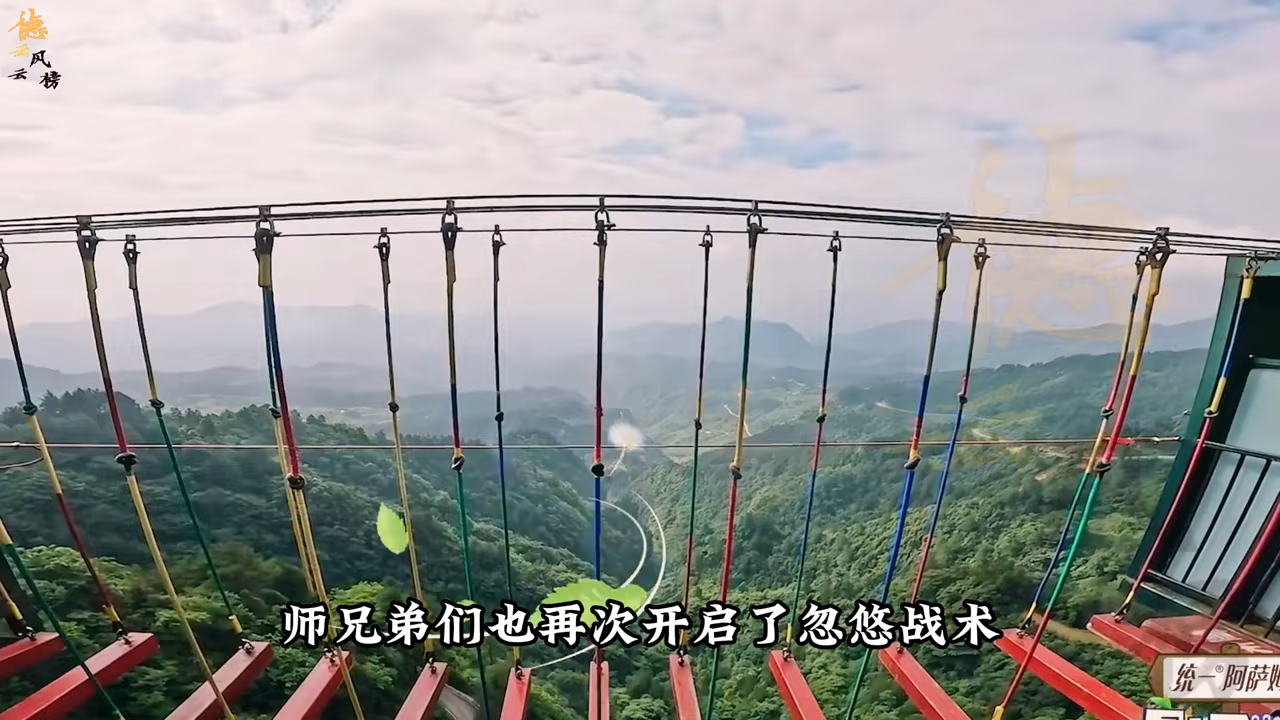 德
云
风
云
榜
师兄弟们也再次开启了忽悠战术
统一®阿萨姆